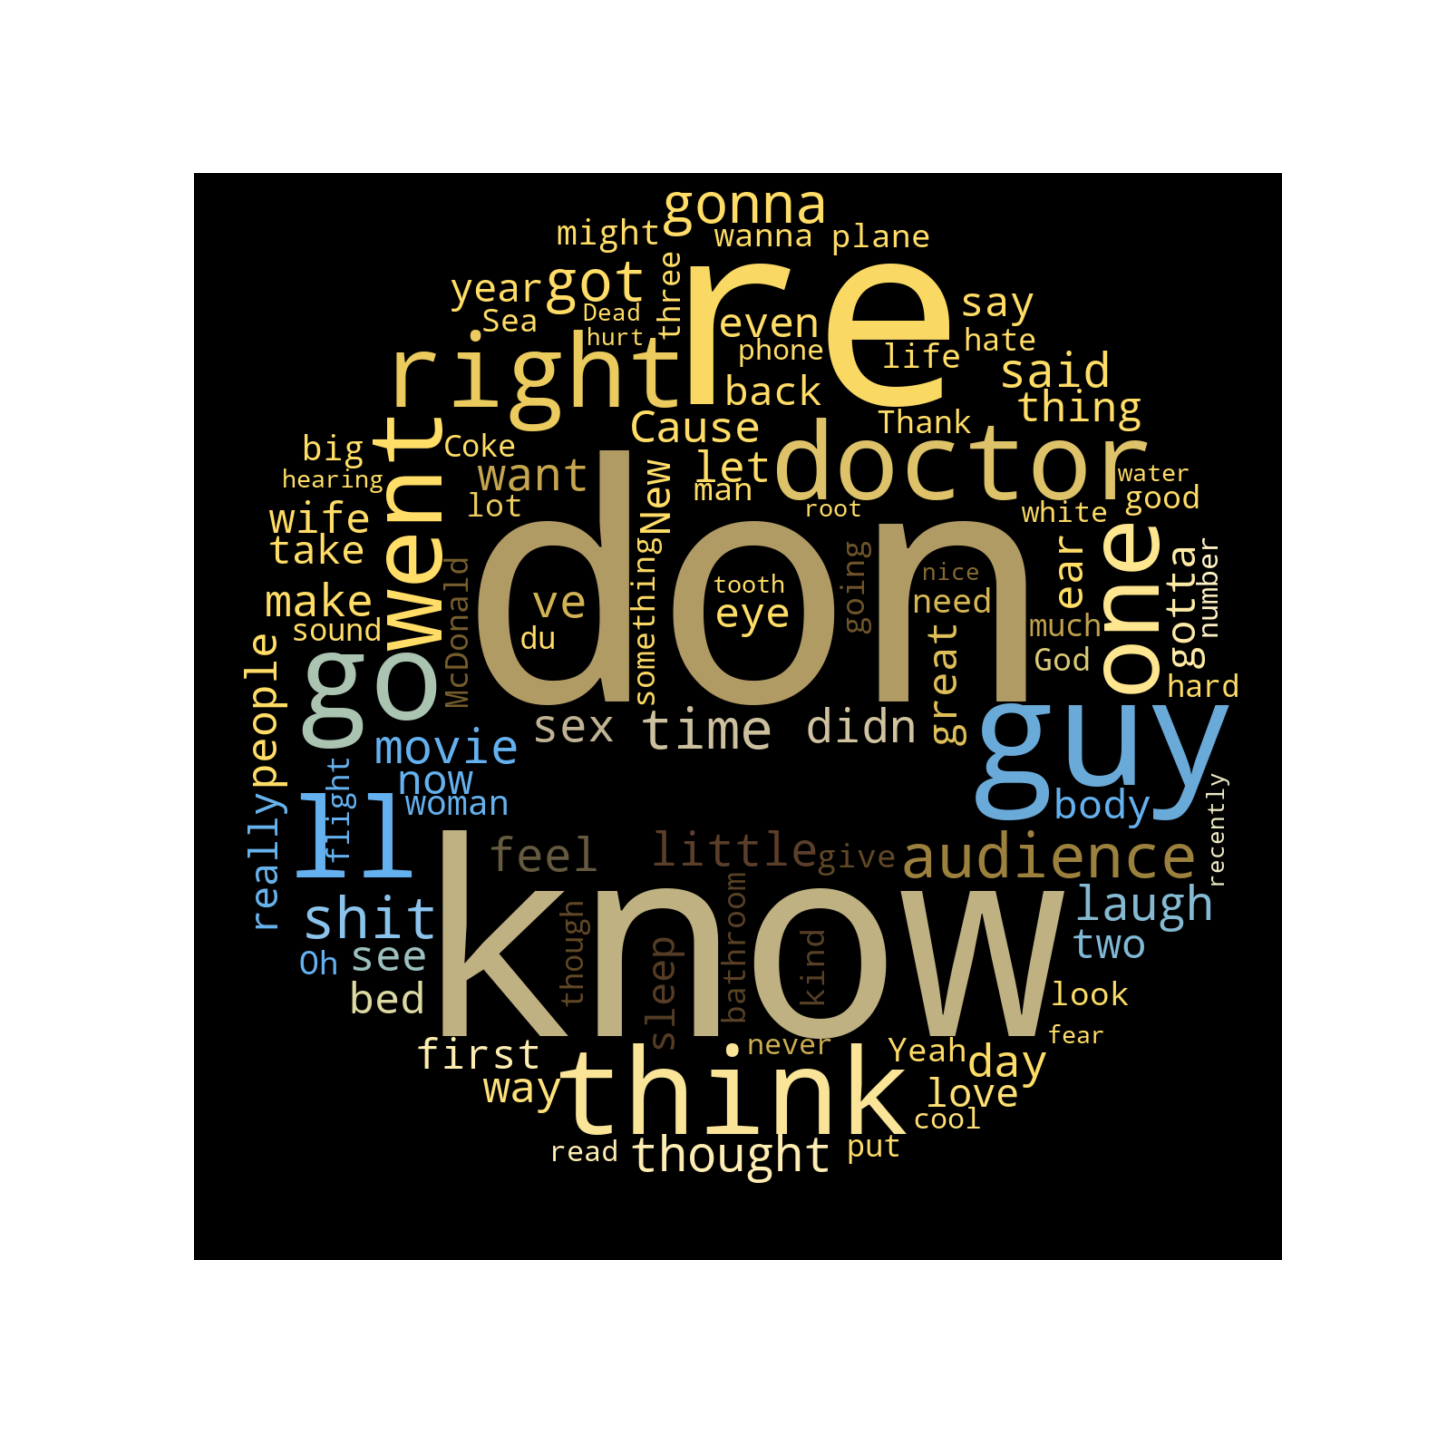 gonna
might
wanna plane
three
re
year
got
Sea
Dead
hurt
even
say
phone
life
hate
right
back
said
thing
Cause
Thank
went
big
Coke
hearing
want
let
doctor
water
lot
New
man
root
white
good
wife
take
don
one
ear
gotta
number
McDonald
something
tooth
going
nice
make
ve
eye
need
sound
du
much
great
God
people
go
hard
sex
time
didn
guy
movie
now
flight
woman
body
recently
really
ll
feel
little
give
audience
know
shit
laugh
though
sleep
bathroom
kind
two
Oh
see
bed
look
first
never
Yeah
day
fear
way
think
love
cool
read
thought
put